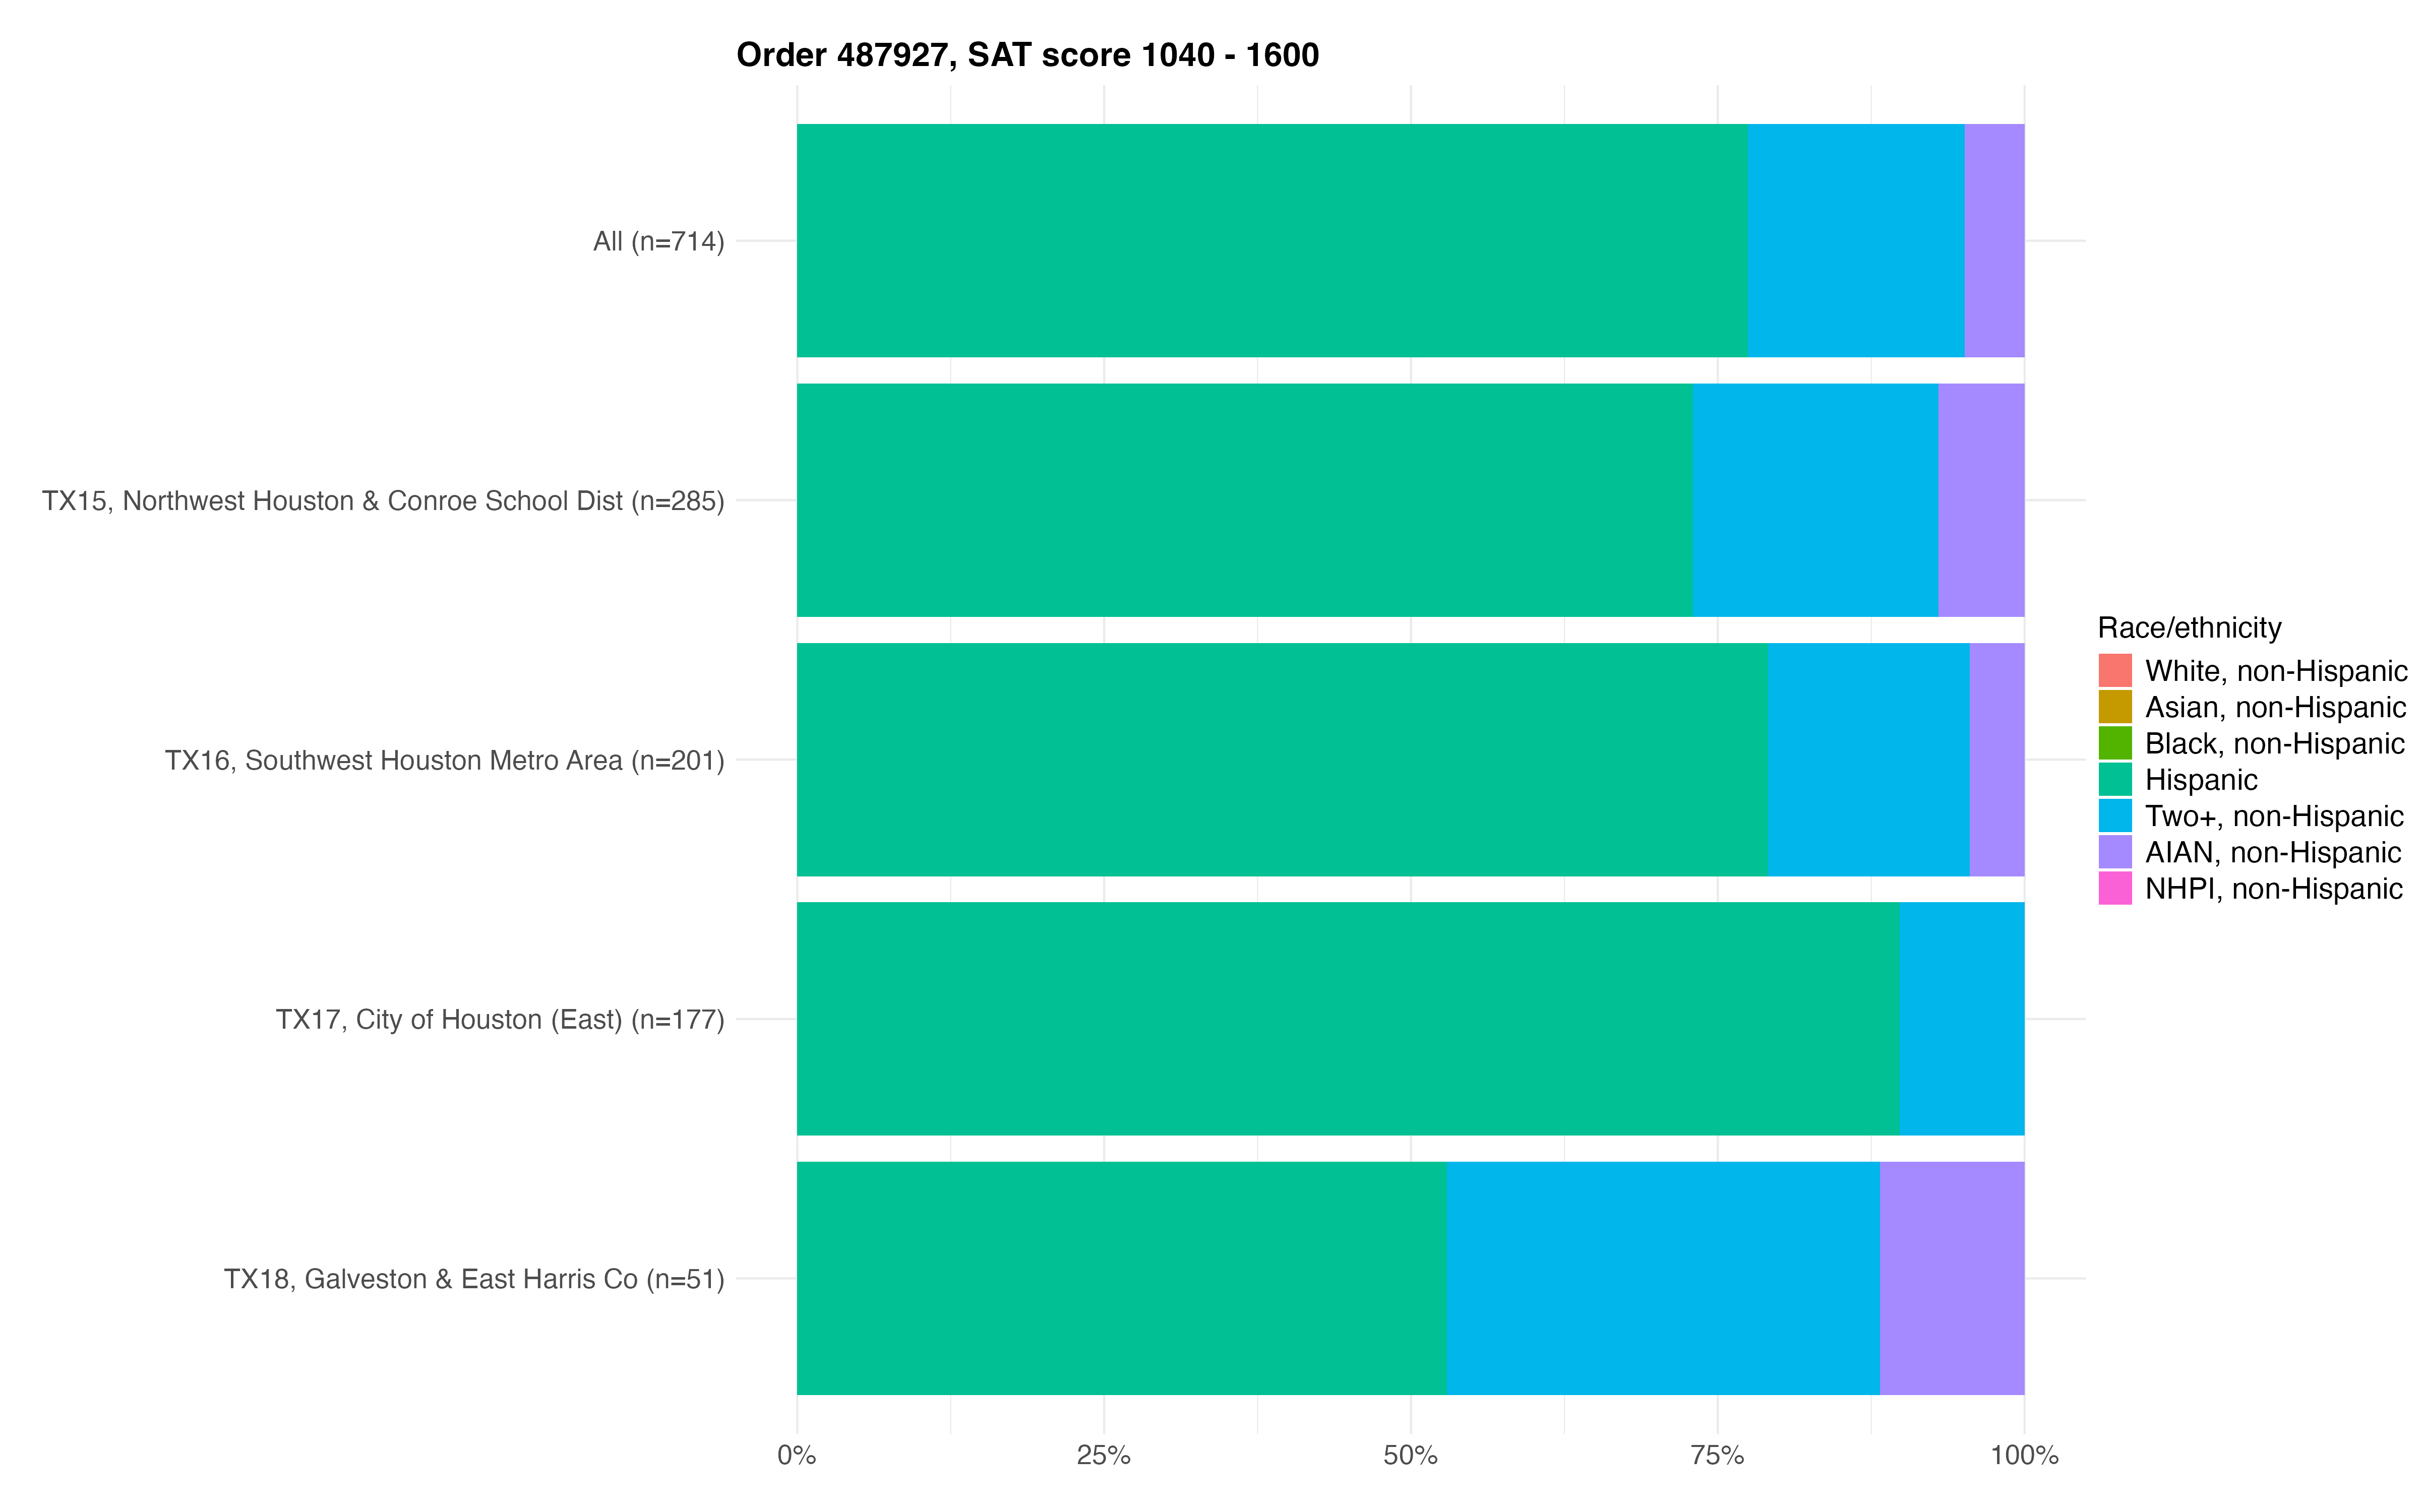 Order 487927, SAT score 1040 - 1600
All (n=714)
TX15, Northwest Houston & Conroe School Dist (n=285)
TX16, Southwest Houston Metro Area (n=201)
TX17, City of Houston (East) (n=177)
TX18, Galveston & East Harris Co (n=51)
0% 25% 50% 75% 100%
Race/ethnicity
White, non-Hispanic
Asian, non-Hispanic
Black, non-Hispanic
Hispanic
Two+, non-Hispanic
AIAN, non-Hispanic
NHPI, non-Hispanic